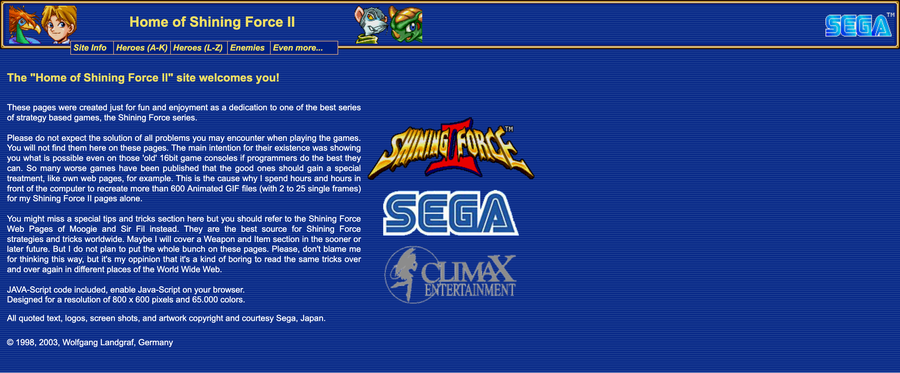 Home of Shining Force II
SEGA™
Site Info Heroes (A-K) Heroes (L-Z) Enemies Even more...
The "Home of Shining Force II" site welcomes you!
These pages were created just for fun and enjoyment as a dedication to one of the best series
of strategy based games, the Shining Force series.
Please do not expect the solution of all problems you may encounter when playing the games.
You will not find them here on these pages. The main intention for their existence was showing
you what is possible even on those 'old' 16bit game consoles if programmers do the best they
can. So many worse games have been published that the good ones should gain a special
treatment, like own web pages, for example. This is the cause why I spend hours and hours in
front of the computer to recreate more than 600 Animated GIF files (with 2 to 25 single frames)
for my Shining Force II pages alone.
You might miss a special tips and tricks section here but you should refer to the Shining Force
Web Pages of Moogie and Sir Fil instead. They are the best source for Shining Force
strategies and tricks worldwide. Maybe I will cover a Weapon and Item section in the sooner or
later future. But I do not plan to put the whole bunch on these pages. Please, don't blame me
for thinking this way, but it's my oppinion that it's a kind of boring to read the same tricks over
and over again in different places of the World Wide Web.
JAVA-Script code included, enable Java-Script on your browser.
Designed for a resolution of 800 x 600 pixels and 65.000 colors.
All quoted text, logos, screen shots, and artwork copyright and courtesy Sega, Japan.
© 1998, 2003, Wolfgang Landgraf, Germany
SHINING FORCE II™
SEGA
CLIMAX
ENTERTAINMENT